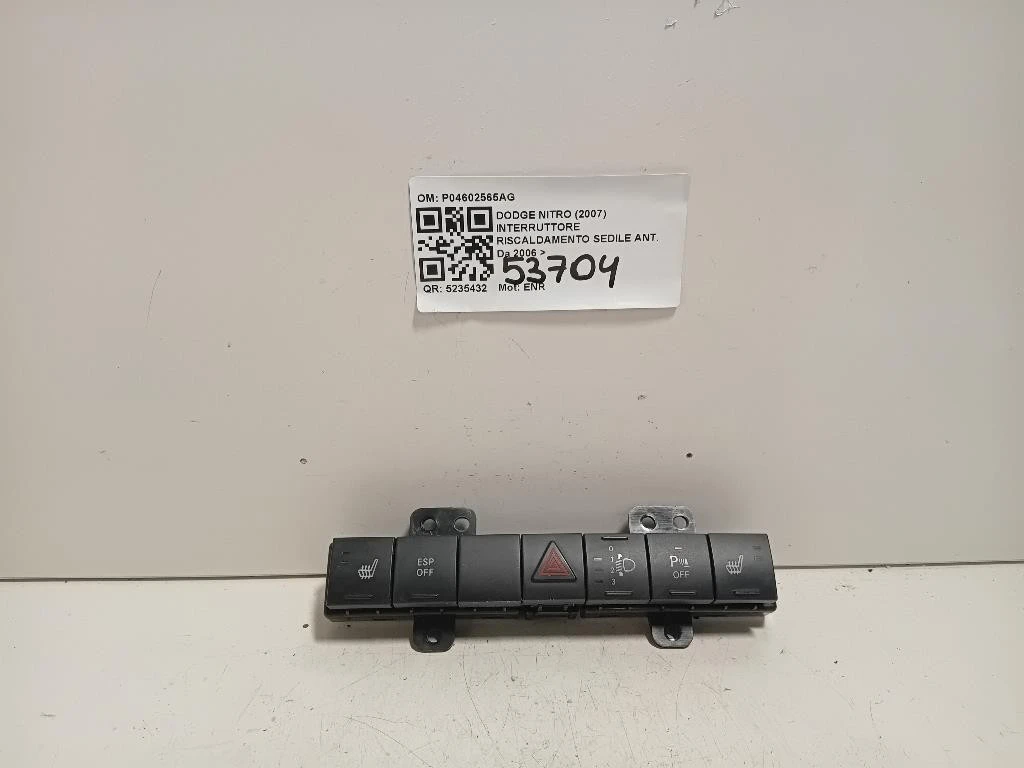 OM: P04602565AG
DODGE NITRO (2007)
INTERRUTTORE
RISCALDAMENTO SEDILE ANT.
Da 2006 >
53704
QR: 5235432 Mot: ENR
ESP
OFF
0
1
2
3
P
OFF